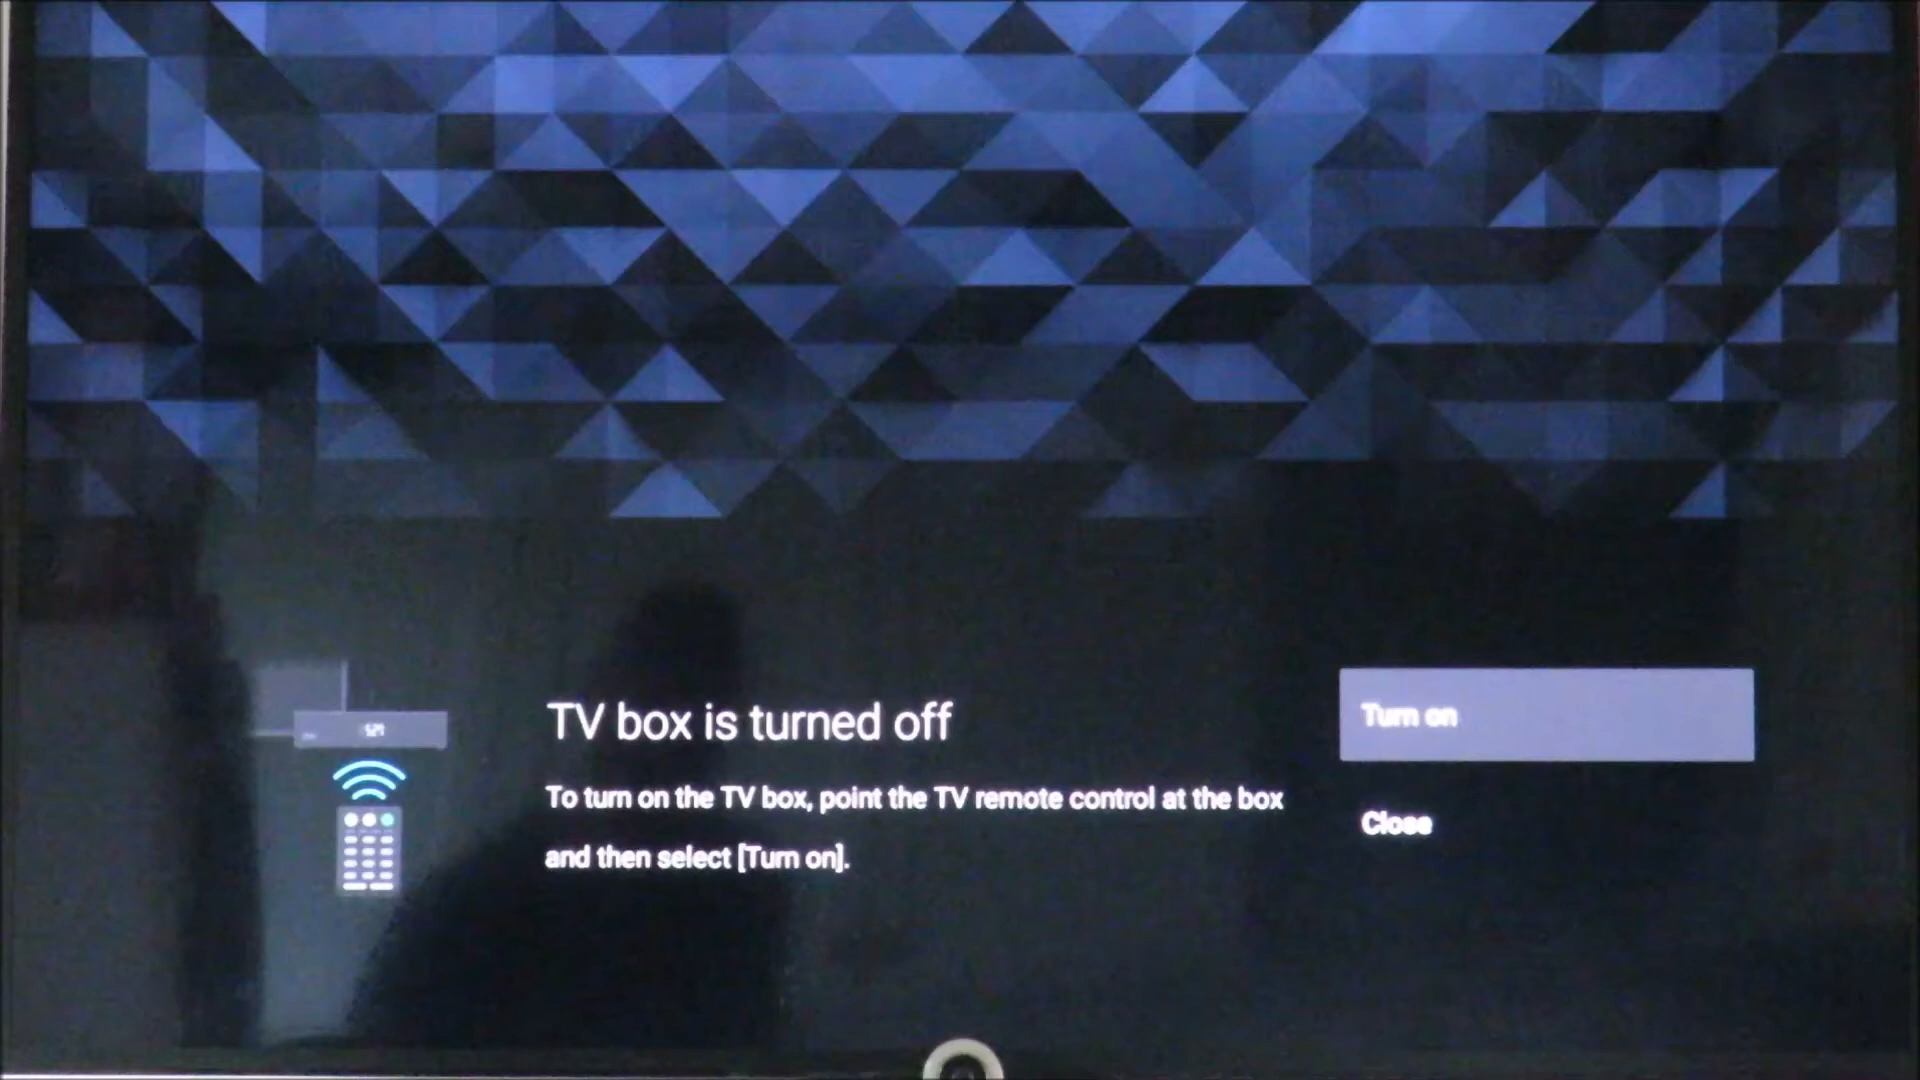 TV box is turned off
To turn on the TV box, point the TV remote control at the box
and then select [Turn on].
Turn on
Close